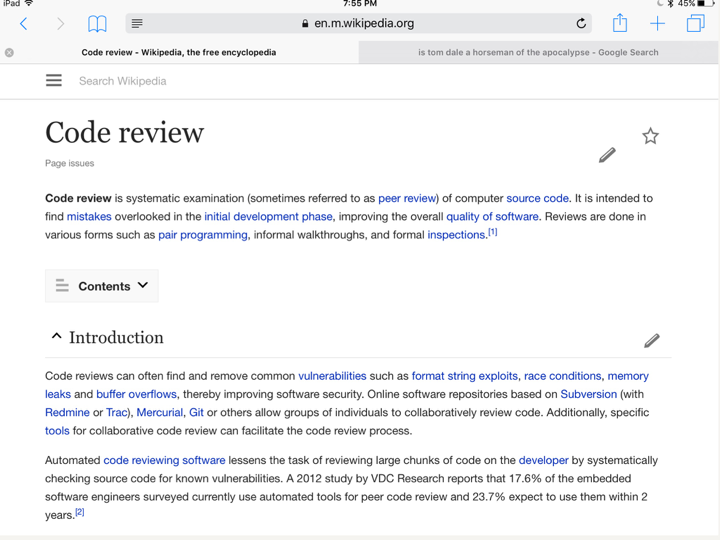 iPad 7:55 PM 45%
en.m.wikipedia.org
Code review - Wikipedia, the free encyclopedia
is tom dale a horseman of the apocalypse - Google Search
Search Wikipedia
Code review
Page issues
Code review is systematic examination (sometimes referred to as peer review) of computer source code. It is intended to
find mistakes overlooked in the initial development phase, improving the overall quality of software. Reviews are done in
various forms such as pair programming, informal walkthroughs, and formal inspections.[1]
Contents
Introduction
Code reviews can often find and remove common vulnerabilities such as format string exploits, race conditions, memory
leaks and buffer overflows, thereby improving software security. Online software repositories based on Subversion (with
Redmine or Trac), Mercurial, Git or others allow groups of individuals to collaboratively review code. Additionally, specific
tools for collaborative code review can facilitate the code review process.
Automated code reviewing software lessens the task of reviewing large chunks of code on the developer by systematically
checking source code for known vulnerabilities. A 2012 study by VDC Research reports that 17.6% of the embedded
software engineers surveyed currently use automated tools for peer code review and 23.7% expect to use them within 2
years.[2]